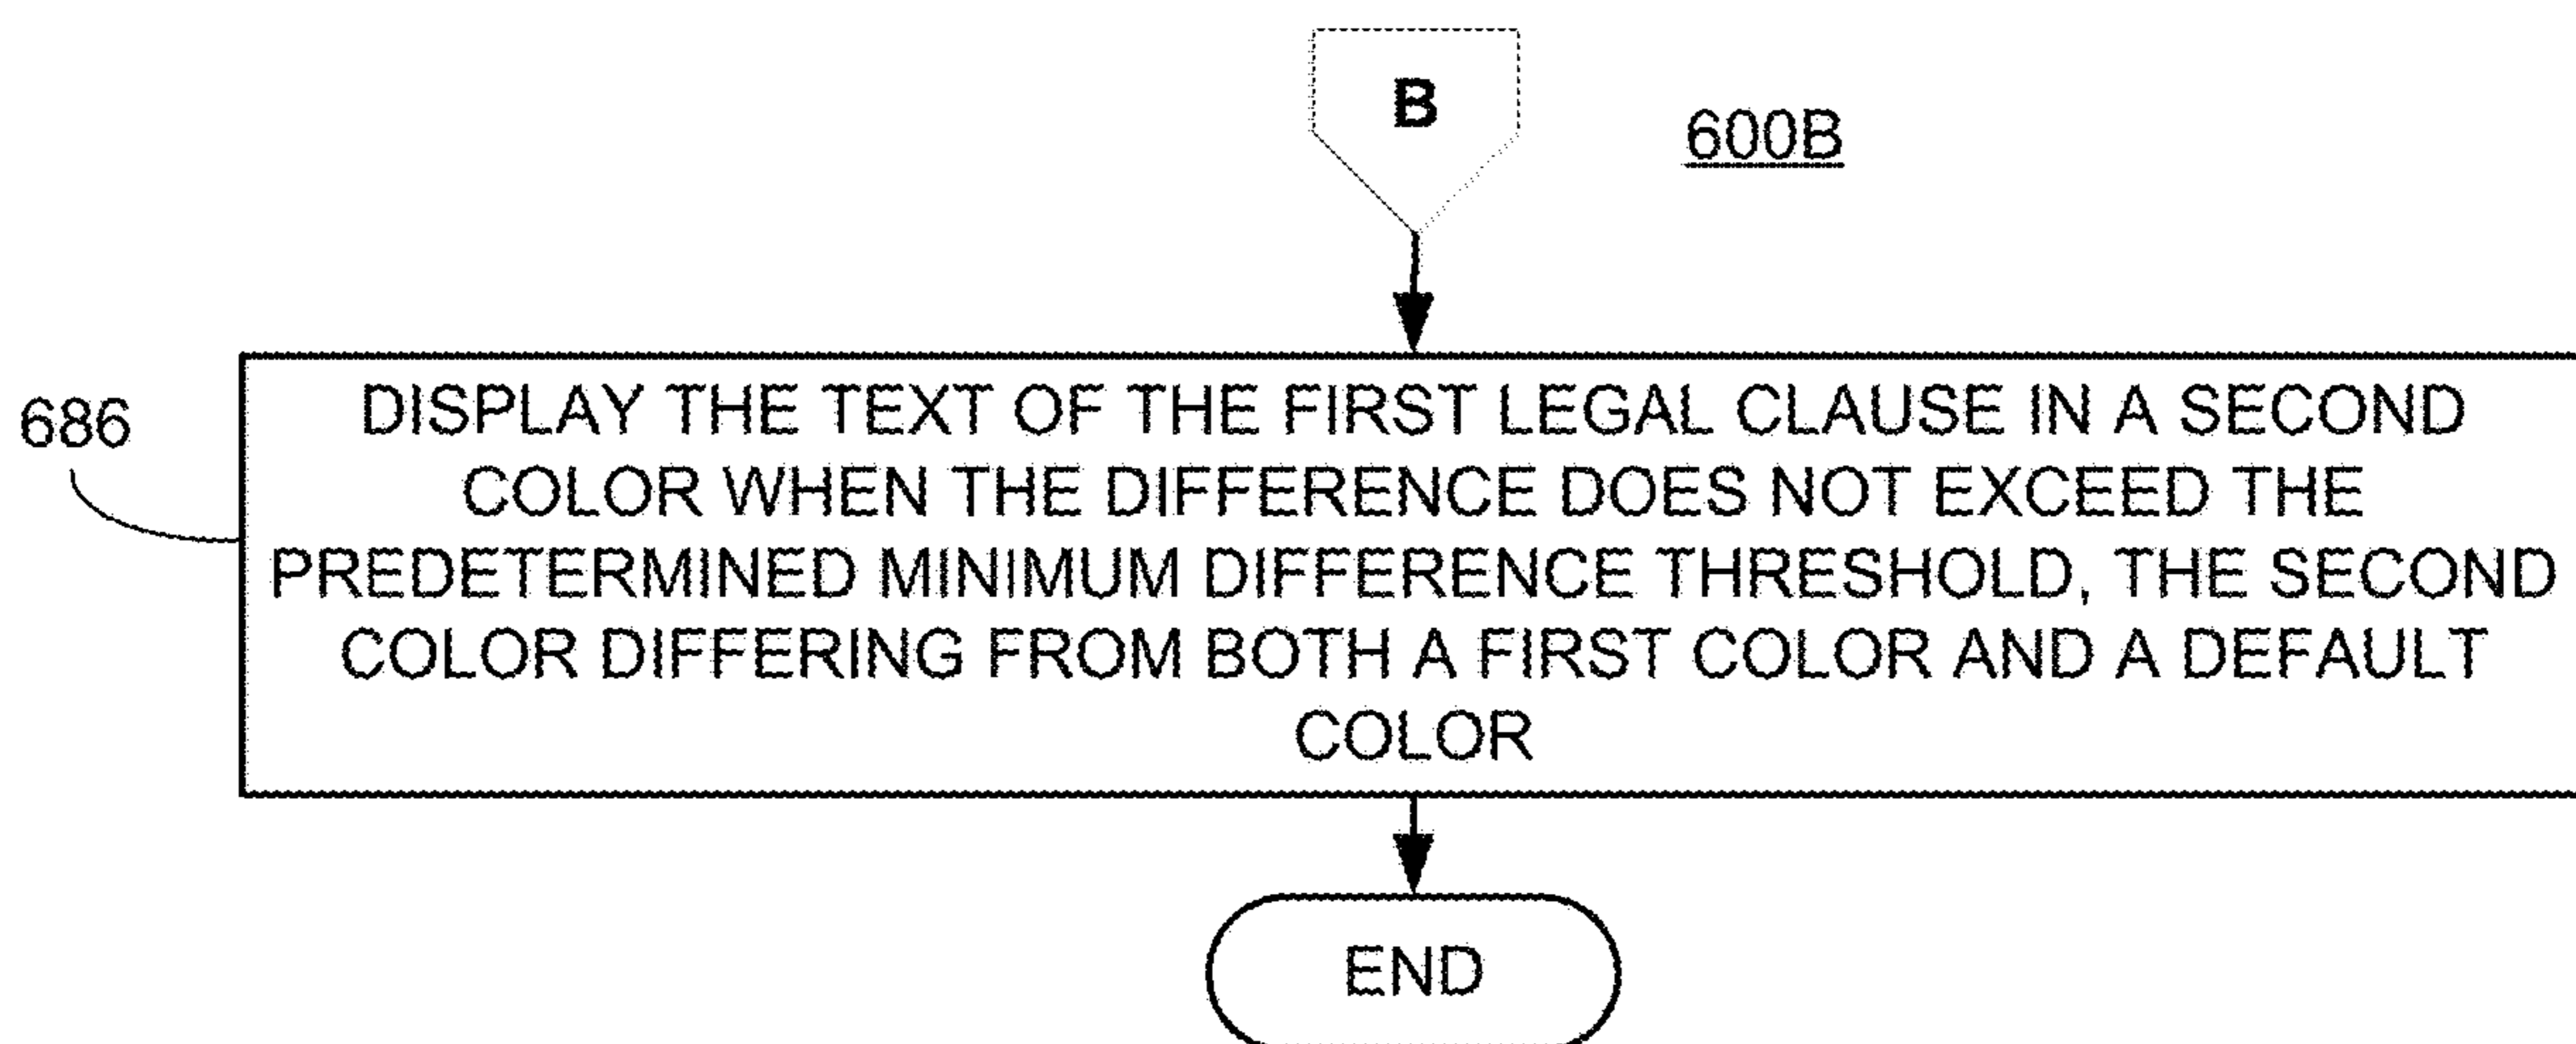 B
600B
686
DISPLAY THE TEXT OF THE FIRST LEGAL CLAUSE IN A SECOND
COLOR WHEN THE DIFFERENCE DOES NOT EXCEED THE
PREDETERMINED MINIMUM DIFFERENCE THRESHOLD, THE SECOND
COLOR DIFFERING FROM BOTH A FIRST COLOR AND A DEFAULT
COLOR
END